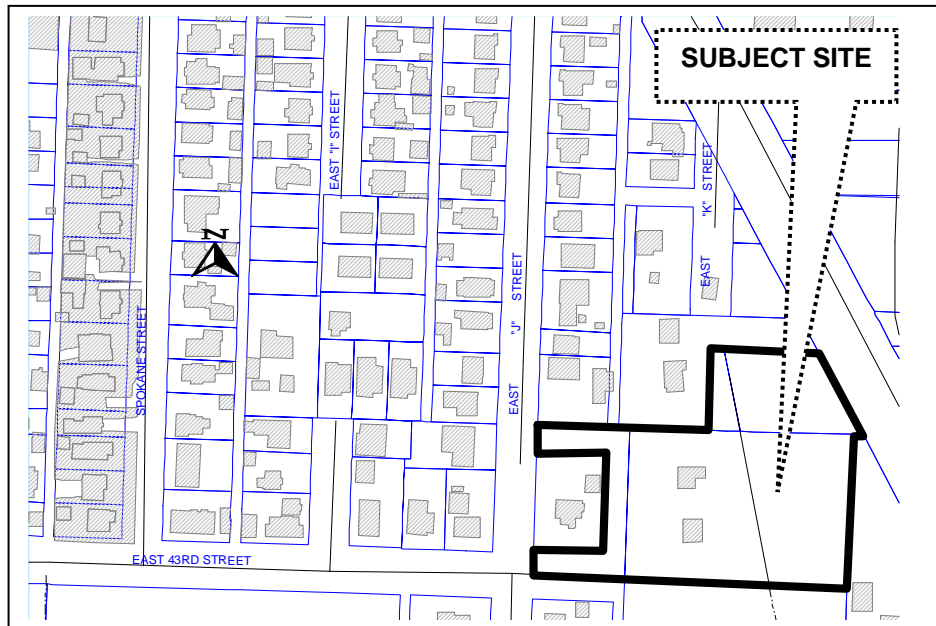 SUBJECT SITE
EAST "I" STREET
EAST "K" STREET
EAST "J" STREET
SPOKANE STREET
EAST 43RD STREET
N